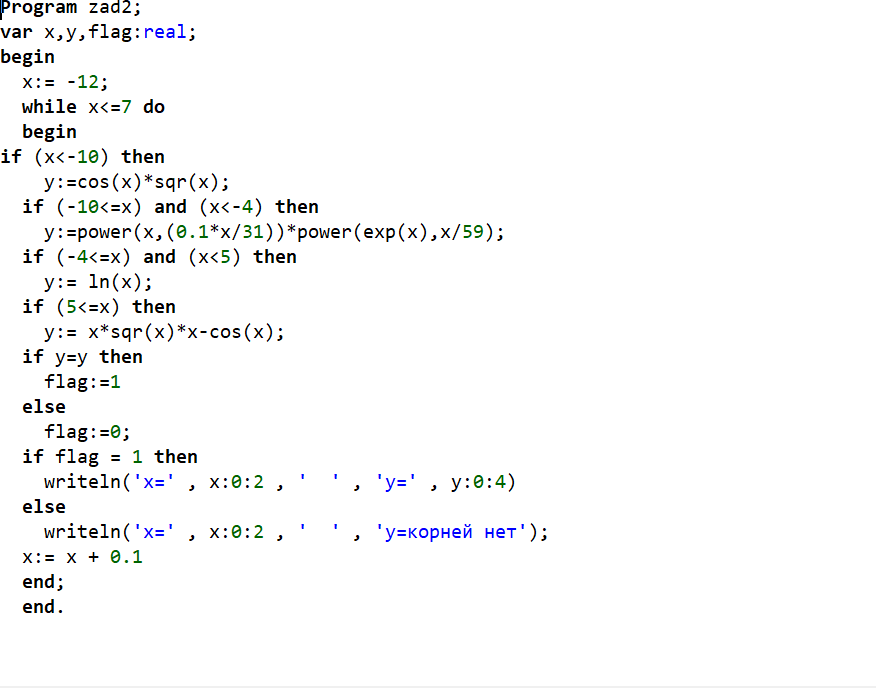 Program zad2;
var x,y,flag:real;
begin
x:= -12;
while x<=7 do
begin
if (x<-10) then
y:=cos(x)*sqr(x);
if (-10<=x) and (x<-4) then
y:=power(x,(0.1*x/31))*power(exp(x),x/59);
if (-4<=x) and (x<5) then
y:= ln(x);
if (5<=x) then
y:= x*sqr(x)*x-cos(x);
if y=y then
flag:=1
else
flag:=0;
if flag = 1 then
writeln('x=' , x:0:2 , '  ' , 'y=' , y:0:4)
else
writeln('x=' , x:0:2 , '  ' , 'y=корней нет');
x:= x + 0.1
end;
end.